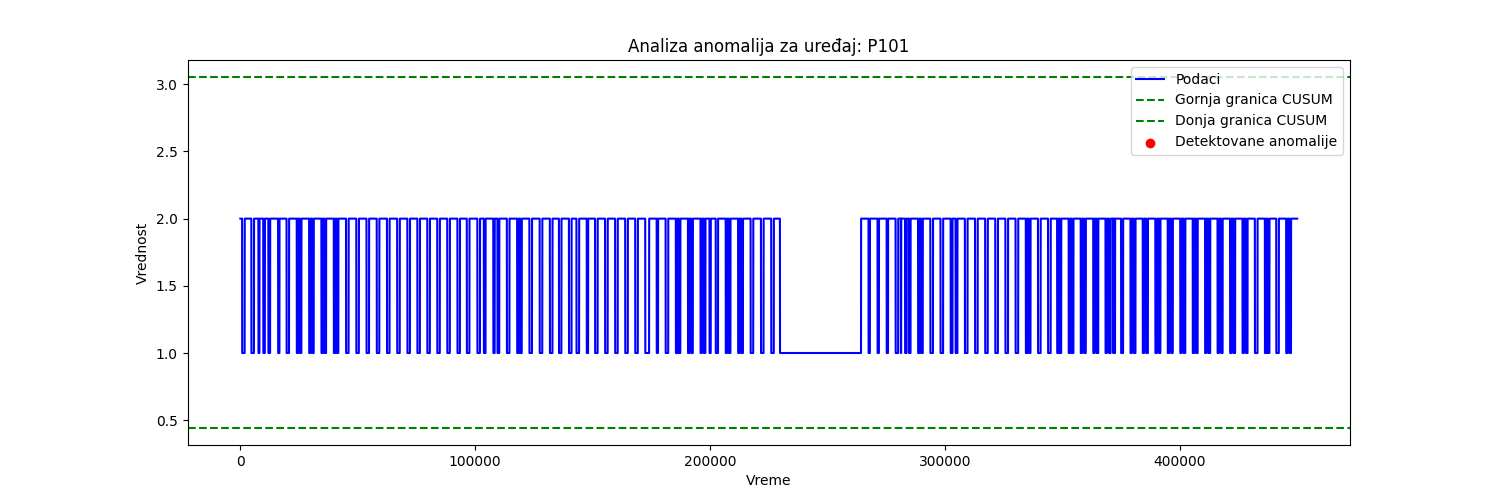 Analiza anomalija za uređaj: P101
3.0
2.5
2.0
1.5
1.0
0.5
Vrednost
Podaci
Gornja granica CUSUM
Donja granica CUSUM
Detektovane anomalije
0 100000 200000 300000 400000
Vreme